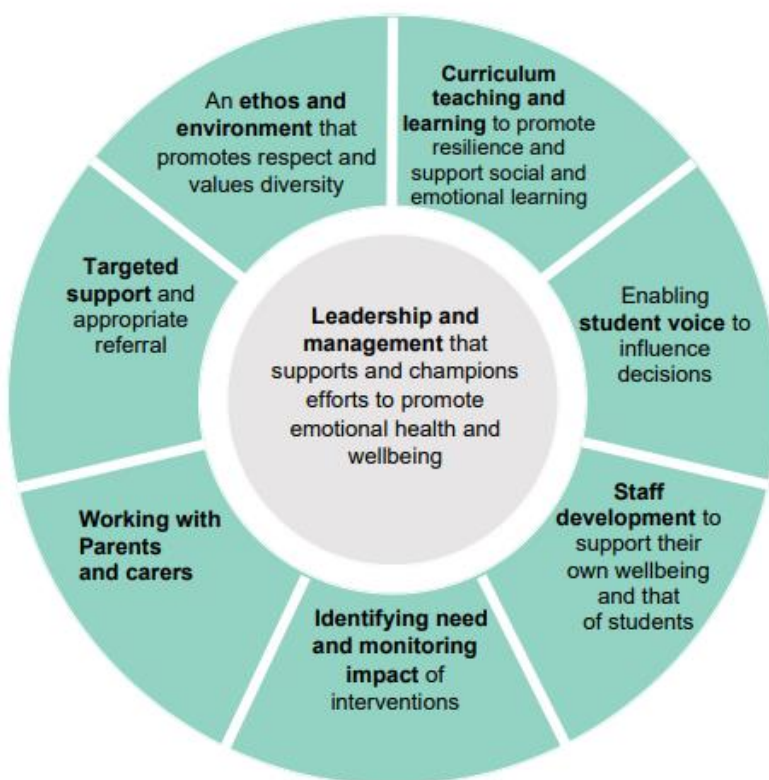 An ethos and
environment that
promotes respect and
values diversity
Curriculum
teaching and
learning to promote
resilience and
support social and
emotional learning
Enabling
student voice to
influence
decisions
Staff
development to
support their
own wellbeing
and that
of students
Identifying need
and monitoring
impact of
interventions
Working with
Parents
and carers
Targeted
support and
appropriate
referral
Leadership and
management that
supports and champions
efforts to promote
emotional health and
wellbeing